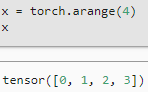 x = torch.arange(4)
x
tensor([0, 1, 2, 3])